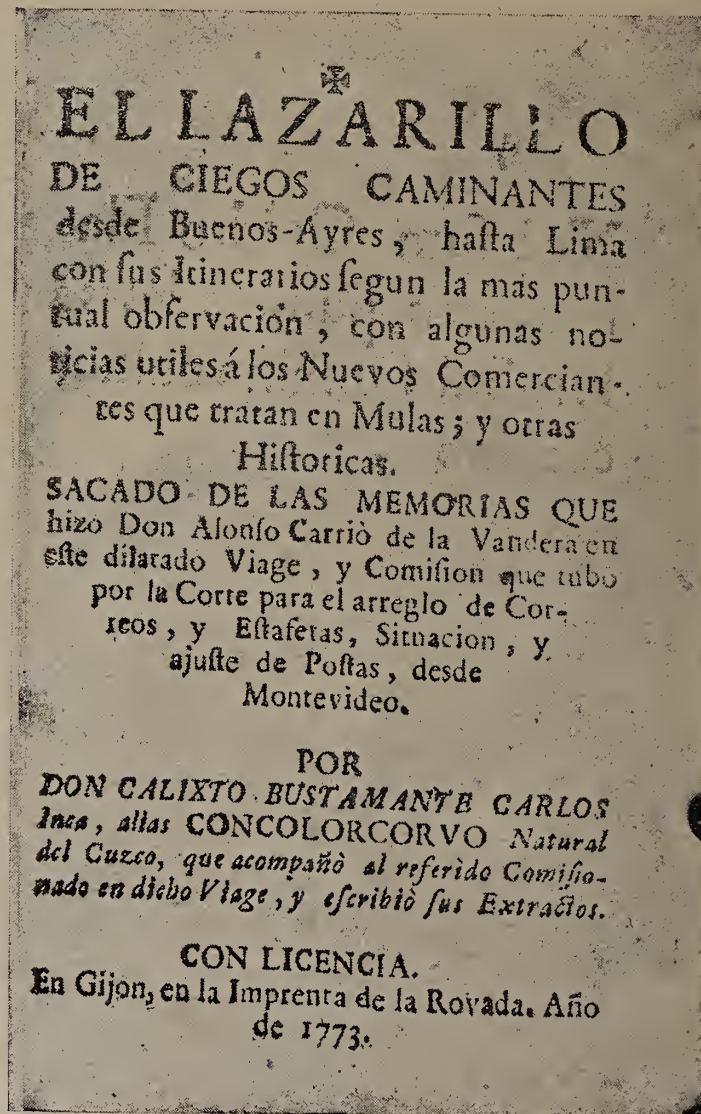 EL LAZARILLO
DE CIEGOS CAMINANTES
desde Buenos-Ayres, haſta Lima
con ſus Itinerarios ſegun la mas pun-
tual obſervación, con algunas no-
ticias utiles á los Nuevos Comercian-
tes que tratan en Mulas; y otras
Hiſtoricas.
SACADO DE LAS MEMORIAS QUE
hizo Don Alonſo Carriò de la Vandera en
eſte dilatado Viage, y Comiſion que tubo
por la Corte para el arreglo de Cor-
reos, y Eſtafetas, Situacion, y
ajuſte de Poſtas, desde
Montevideo.
POR
DON CALIXTO BUSTAMANTE CARLOS
Inca, alias CONCOLORCORVO Natural
del Cuzco, que acompañò al referido Comiſio-
nado en dicho Viage, y eſcribiò ſus Extractos.
CON LICENCIA.
En Gijon, en la Imprenta de la Rovada. Año
de 1773.